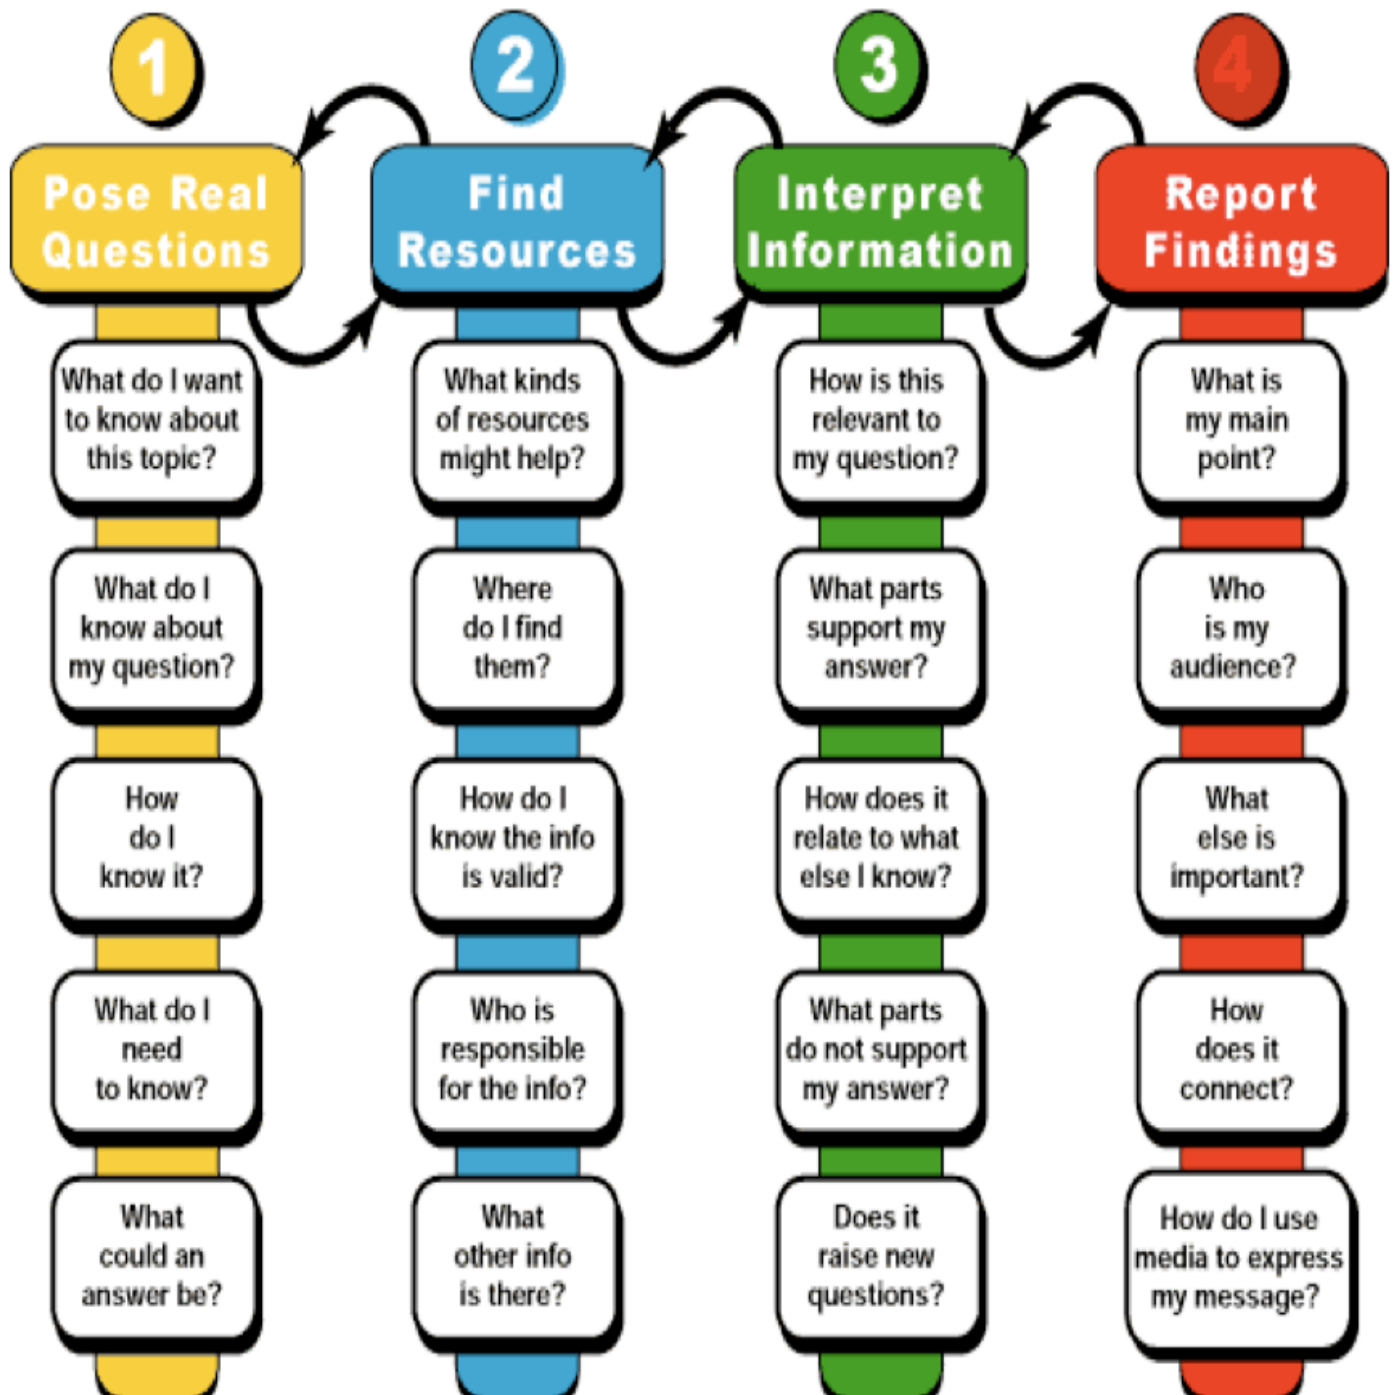 1
2
3
4
Pose Real
Questions
Find
Resources
Interpret
Information
Report
Findings
What do I want
to know about
this topic?
What do I
know about
my question?
How
do I
know it?
What do I
need
to know?
What
could an
answer be?
What kinds
of resources
might help?
Where
do I find
them?
How do I
know the info
is valid?
Who is
responsible
for the info?
What
other info
is there?
How is this
relevant to
my question?
What parts
support my
answer?
How does it
relate to what
else I know?
What parts
do not support
my answer?
Does it
raise new
questions?
What is
my main
point?
Who
is my
audience?
What
else is
important?
How
does it
connect?
How do I use
media to express
my message?